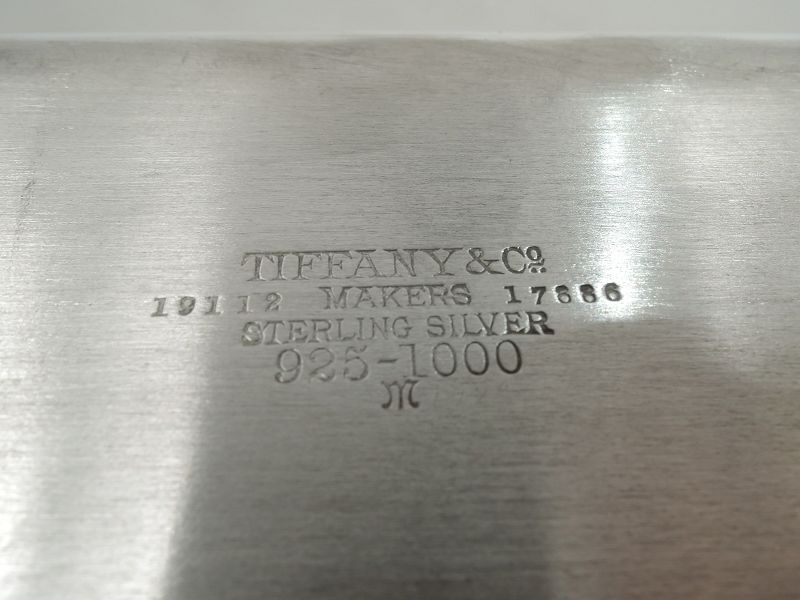 TIFFANY & Co.
19112 MAKERS 17686
STERLING SILVER
925-1000
M